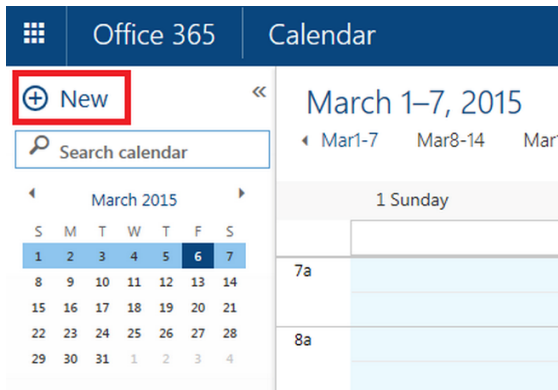 Office 365 Calendar
New «
Search calendar
March 2015
S M T W T F S
1 2 3 4 5 6 7
8 9 10 11 12 13 14
15 16 17 18 19 20 21
22 23 24 25 26 27 28
29 30 31 1 2 3 4
March 1–7, 2015
Mar1-7 Mar8-14
1 Sunday
7a
8a